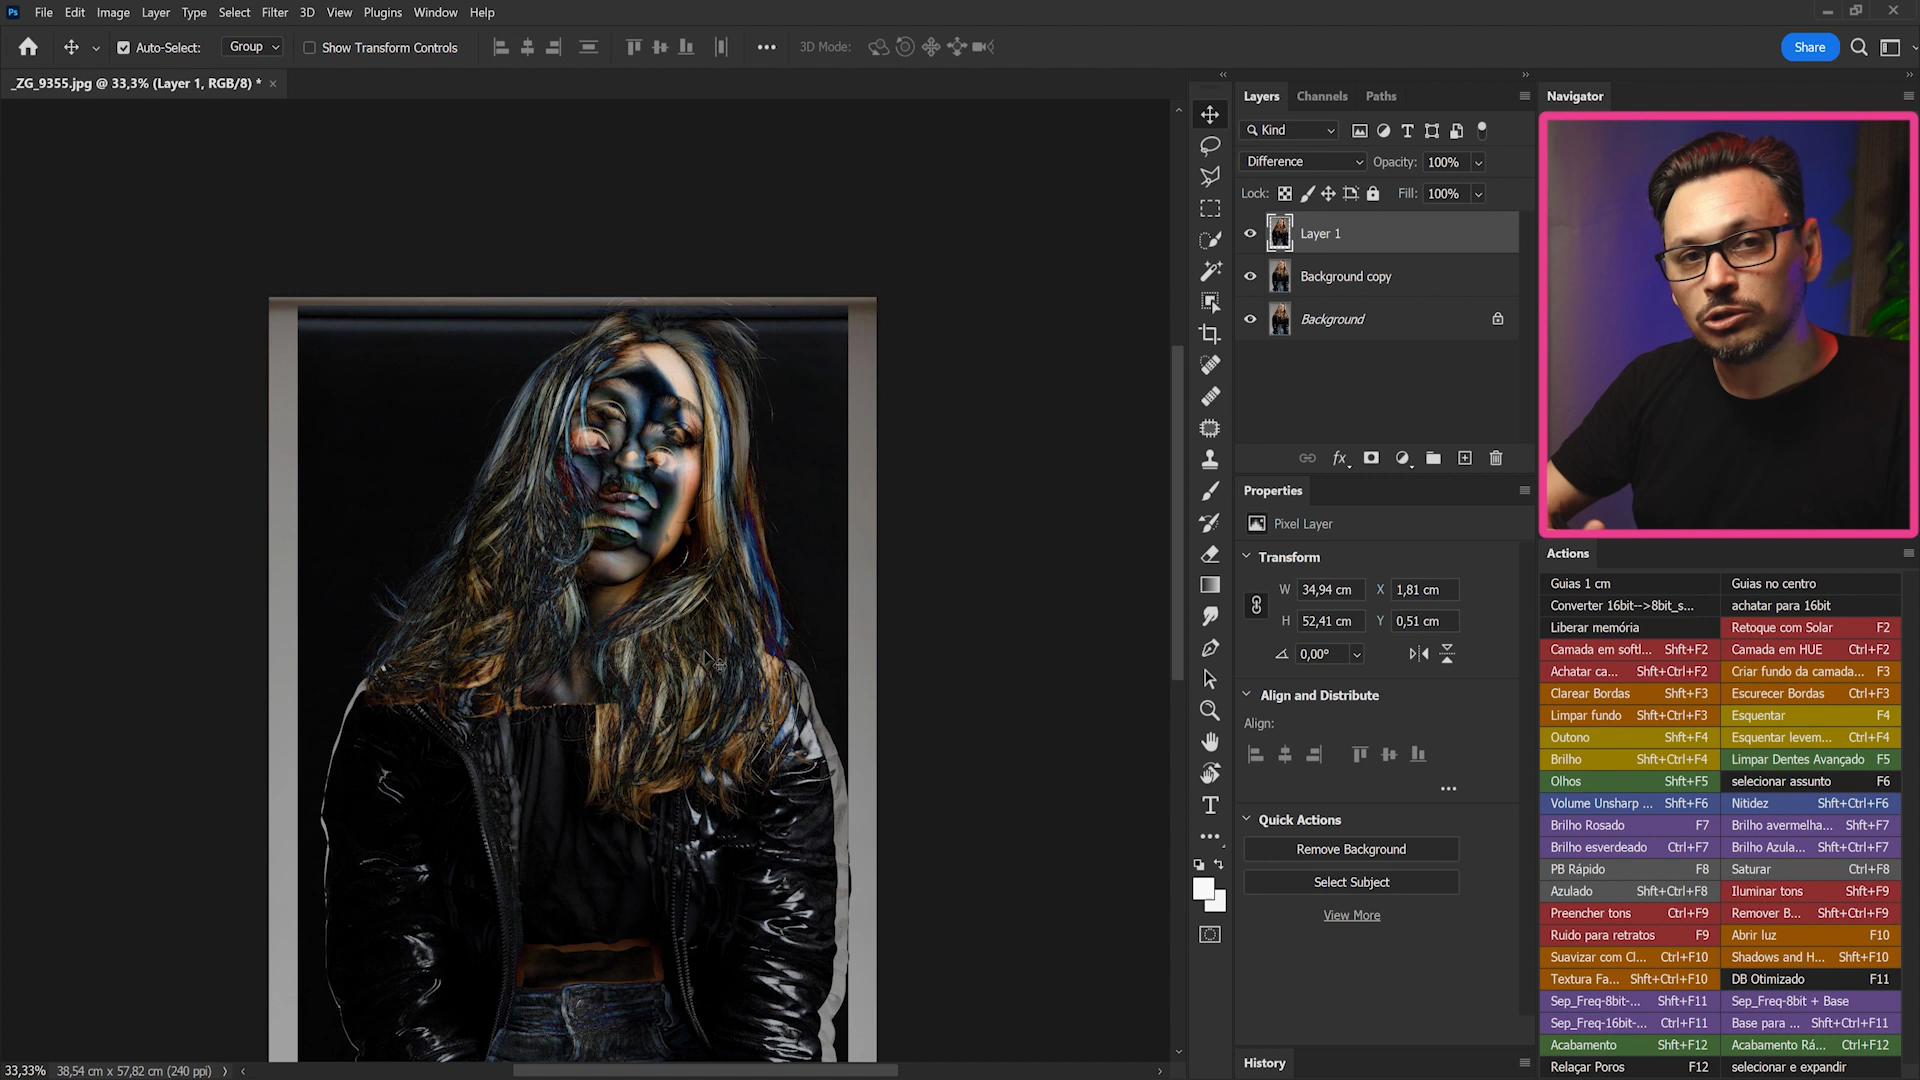 Ps File Edit Image Layer Type Select Filter 3D View Plugins Window Help
Auto-Select: Group Show Transform Controls 3D Mode: Share
_ZG_9355.jpg @ 33,3% (Layer 1, RGB/8) *
Layers Channels Paths
Kind
Difference Opacity: 100%
Lock: Fill: 100%
Layer 1
Background copy
Background
fx
Properties
Pixel Layer
Transform
W 34,94 cm X 1,81 cm
H 52,41 cm Y 0,51 cm
0,00°
Align and Distribute
Align:
Quick Actions
Remove Background
Select Subject
View More
History
Navigator
Actions
Guias 1 cm Guias no centro
Converter 16bit-->8bit_s... achatar para 16bit
Liberar memória Retoque com Solar F2
Camada em softl... Shft+F2 Camada em HUE Ctrl+F2
Achatar ca... Shft+Ctrl+F2 Criar fundo da camada... F3
Clarear Bordas Shft+F3 Escurecer Bordas Ctrl+F3
Limpar fundo Shft+Ctrl+F3 Esquentar F4
Outono Shft+F4 Esquentar levem... Ctrl+F4
Brilho Shft+Ctrl+F4 Limpar Dentes Avançado F5
Olhos Shft+F5 selecionar assunto F6
Volume Unsharp ... Shft+F6 Nitidez Shft+Ctrl+F6
Brilho Rosado F7 Brilho avermelha... Shft+F7
Brilho esverdeado Ctrl+F7 Brilho Azula... Shft+Ctrl+F7
PB Rápido F8 Saturar Ctrl+F8
Azulado Shft+Ctrl+F8 Iluminar tons Shft+F9
Preencher tons Ctrl+F9 Remover B... Shft+Ctrl+F9
Ruido para retratos F9 Abrir luz F10
Suavizar com Cl... Ctrl+F10 Shadows and H... Shft+F10
Textura Fa... Shft+Ctrl+F10 DB Otimizado F11
Sep_Freq-8bit-... Shft+F11 Sep_Freq-8bit + Base
Sep_Freq-16bit-... Ctrl+F11 Base para ... Shft+Ctrl+F11
Acabamento Shft+F12 Acabamento Rá... Ctrl+F12
Relaçar Poros F12 selecionar e expandir
33,33% 38,54 cm x 57,82 cm (240 ppi)